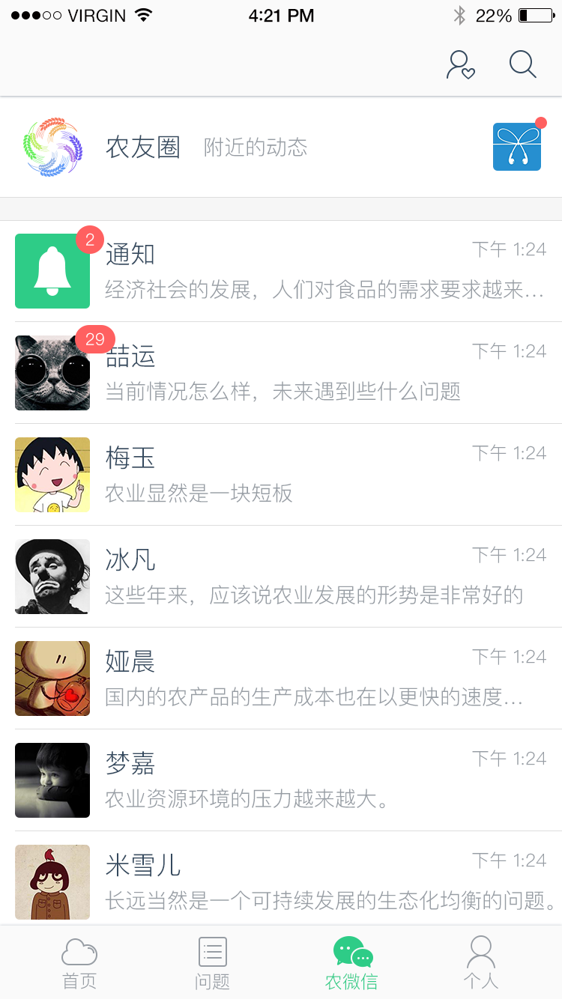 VIRGIN 4:21 PM 22%
农友圈 附近的动态
2
通知 下午 1:24
经济社会的发展，人们对食品的需求要求越来...
29
喆运 下午 1:24
当前情况怎么样，未来遇到些什么问题
梅玉 下午 1:24
农业显然是一块短板
冰凡 下午 1:24
这些年来，应该说农业发展的形势是非常好的
娅晨 下午 1:24
国内的农产品的生产成本也在以更快的速度...
梦嘉 下午 1:24
农业资源环境的压力越来越大。
米雪儿 下午 1:24
长远当然是一个可持续发展的生态化均衡的问题。
首页 问题 农微信 个人